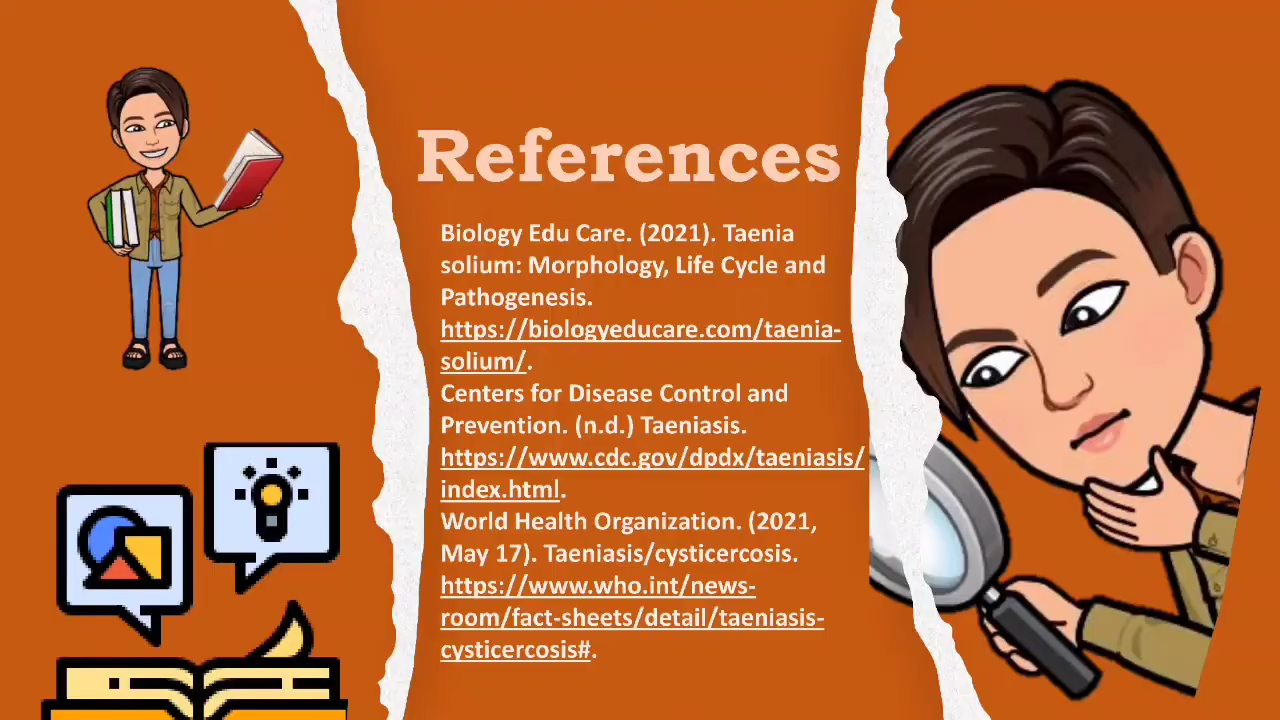 References
Biology Edu Care. (2021). Taenia
solium: Morphology, Life Cycle and
Pathogenesis.
https://biologyeducare.com/taenia-
solium/.
Centers for Disease Control and
Prevention. (n.d.) Taeniasis.
https://www.cdc.gov/dpdx/taeniasis/
index.html.
World Health Organization. (2021,
May 17). Taeniasis/cysticercosis.
https://www.who.int/news-
room/fact-sheets/detail/taeniasis-
cysticercosis#.